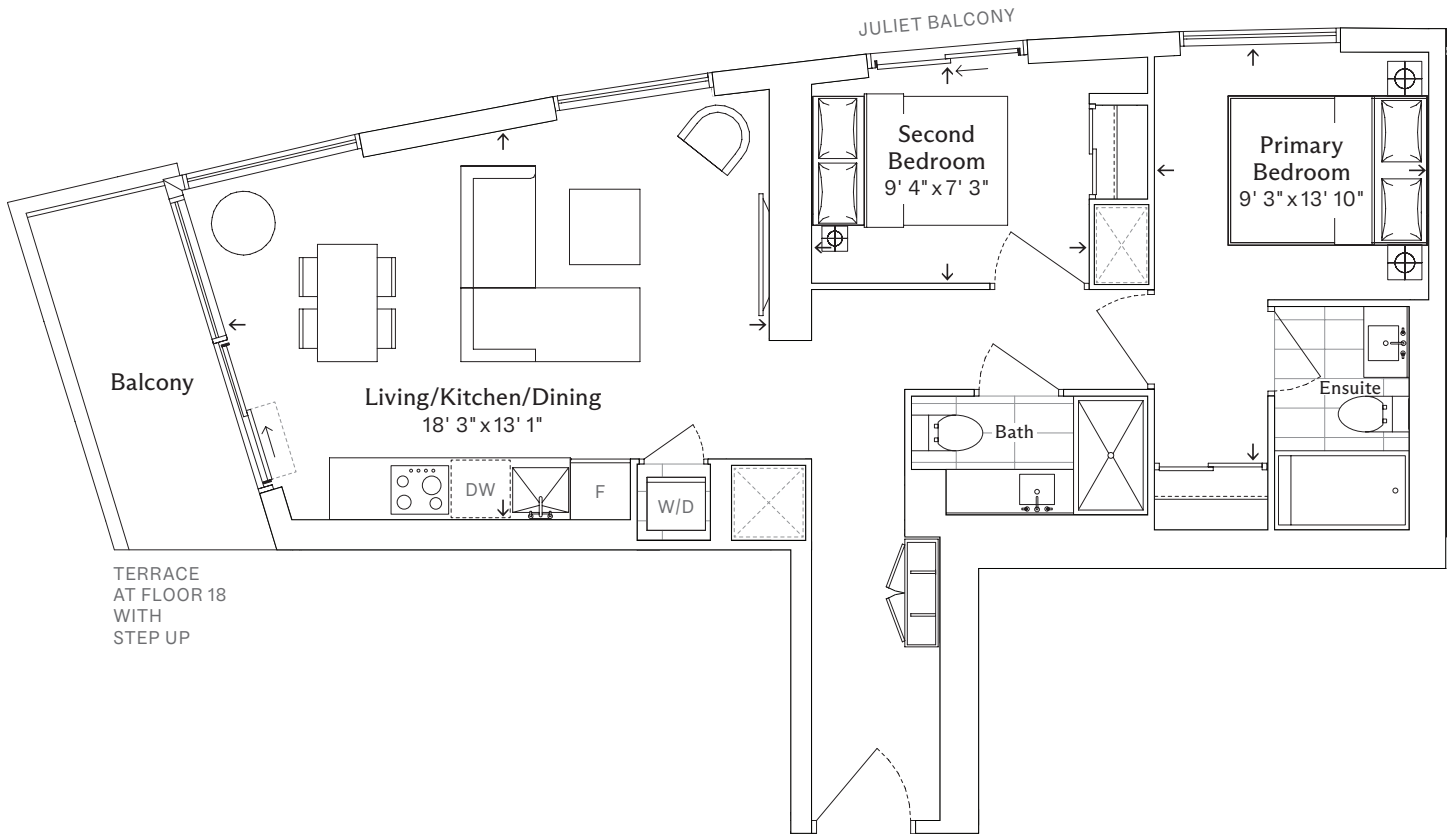 JULIET BALCONY
Second
Bedroom
9' 4" x 7' 3"
Primary
Bedroom
9' 3" x 13' 10"
Balcony
Living/Kitchen/Dining
18' 3" x 13' 1"
Ensuite
Bath
DW
F
W/D
TERRACE
AT FLOOR 18
WITH
STEP UP